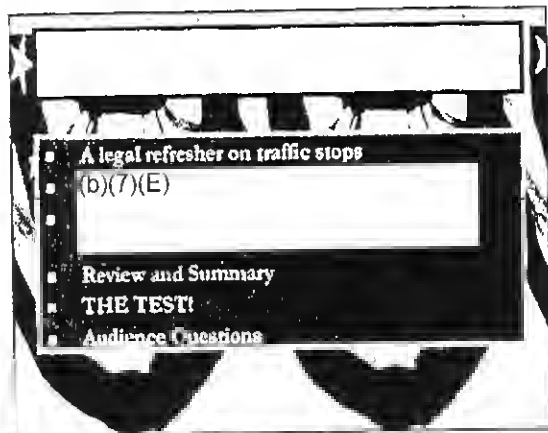 A legal refresher on traffic stops
(b)(7)(E)
Review and Summary
THE TEST!
Audience Questions